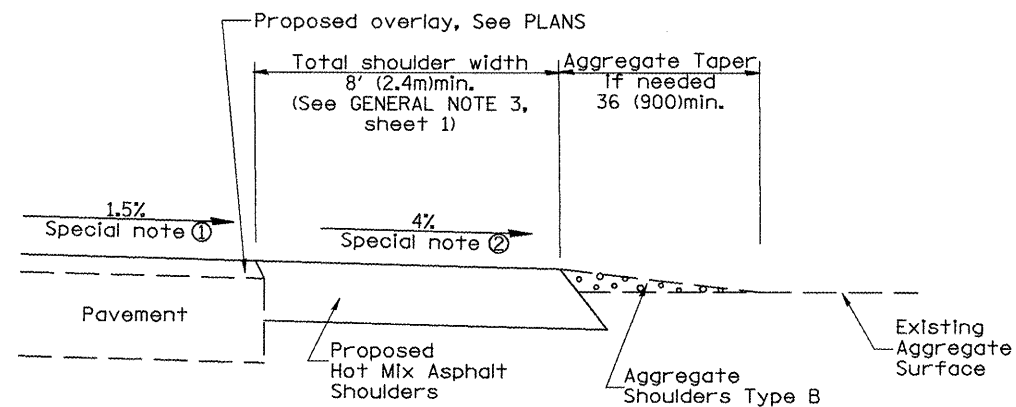 Proposed overlay, See PLANS
Total shoulder width
8' (2.4m)min.
(See GENERAL NOTE 3,
sheet 1)
Aggregate Taper
if needed
36 (900)min.
1.5%
Special note ①
4%
Special note ②
Pavement
Proposed
Hot Mix Asphalt
Shoulders
Aggregate
Shoulders Type B
Existing
Aggregate
Surface